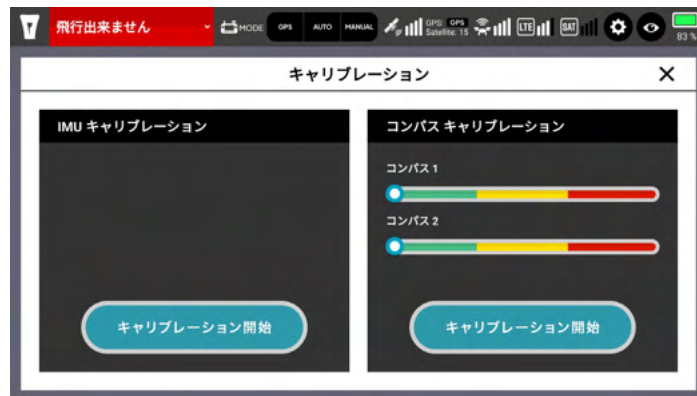 飛行出来ません
MODE
GPS
AUTO
MANUAL
GPS: GPS
Satellite: 15
LTE
SAT
83 %
キャリブレーション
IMU キャリブレーション
キャリブレーション開始
コンパス キャリブレーション
コンパス 1
コンパス 2
キャリブレーション開始